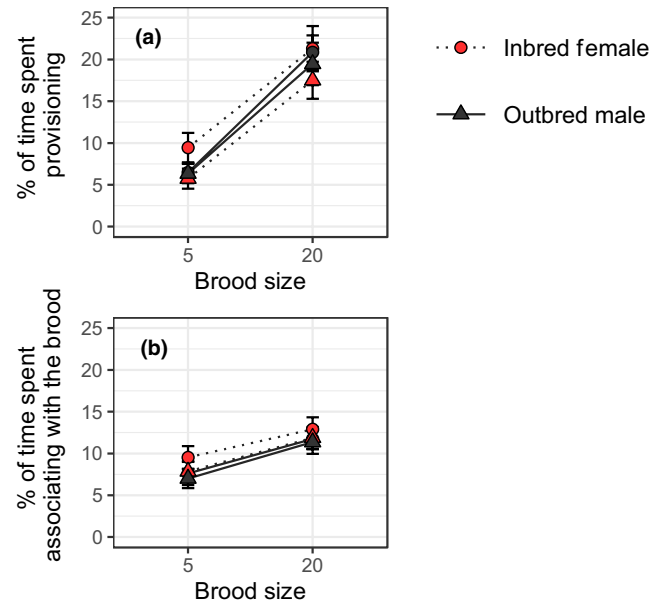 (a)
% of time spent
provisioning
25
20
15
10
5
0
5
20
Brood size
Inbred female
Outbred male
(b)
% of time spent
associating with the brood
25
20
15
10
5
0
5
20
Brood size